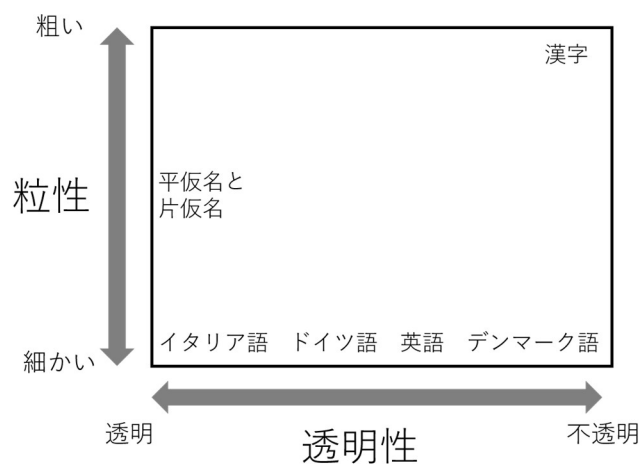 粗い
漢字
粒性
平仮名と
片仮名
イタリア語 ドイツ語 英語 デンマーク語
細かい
透明 不透明
透明性